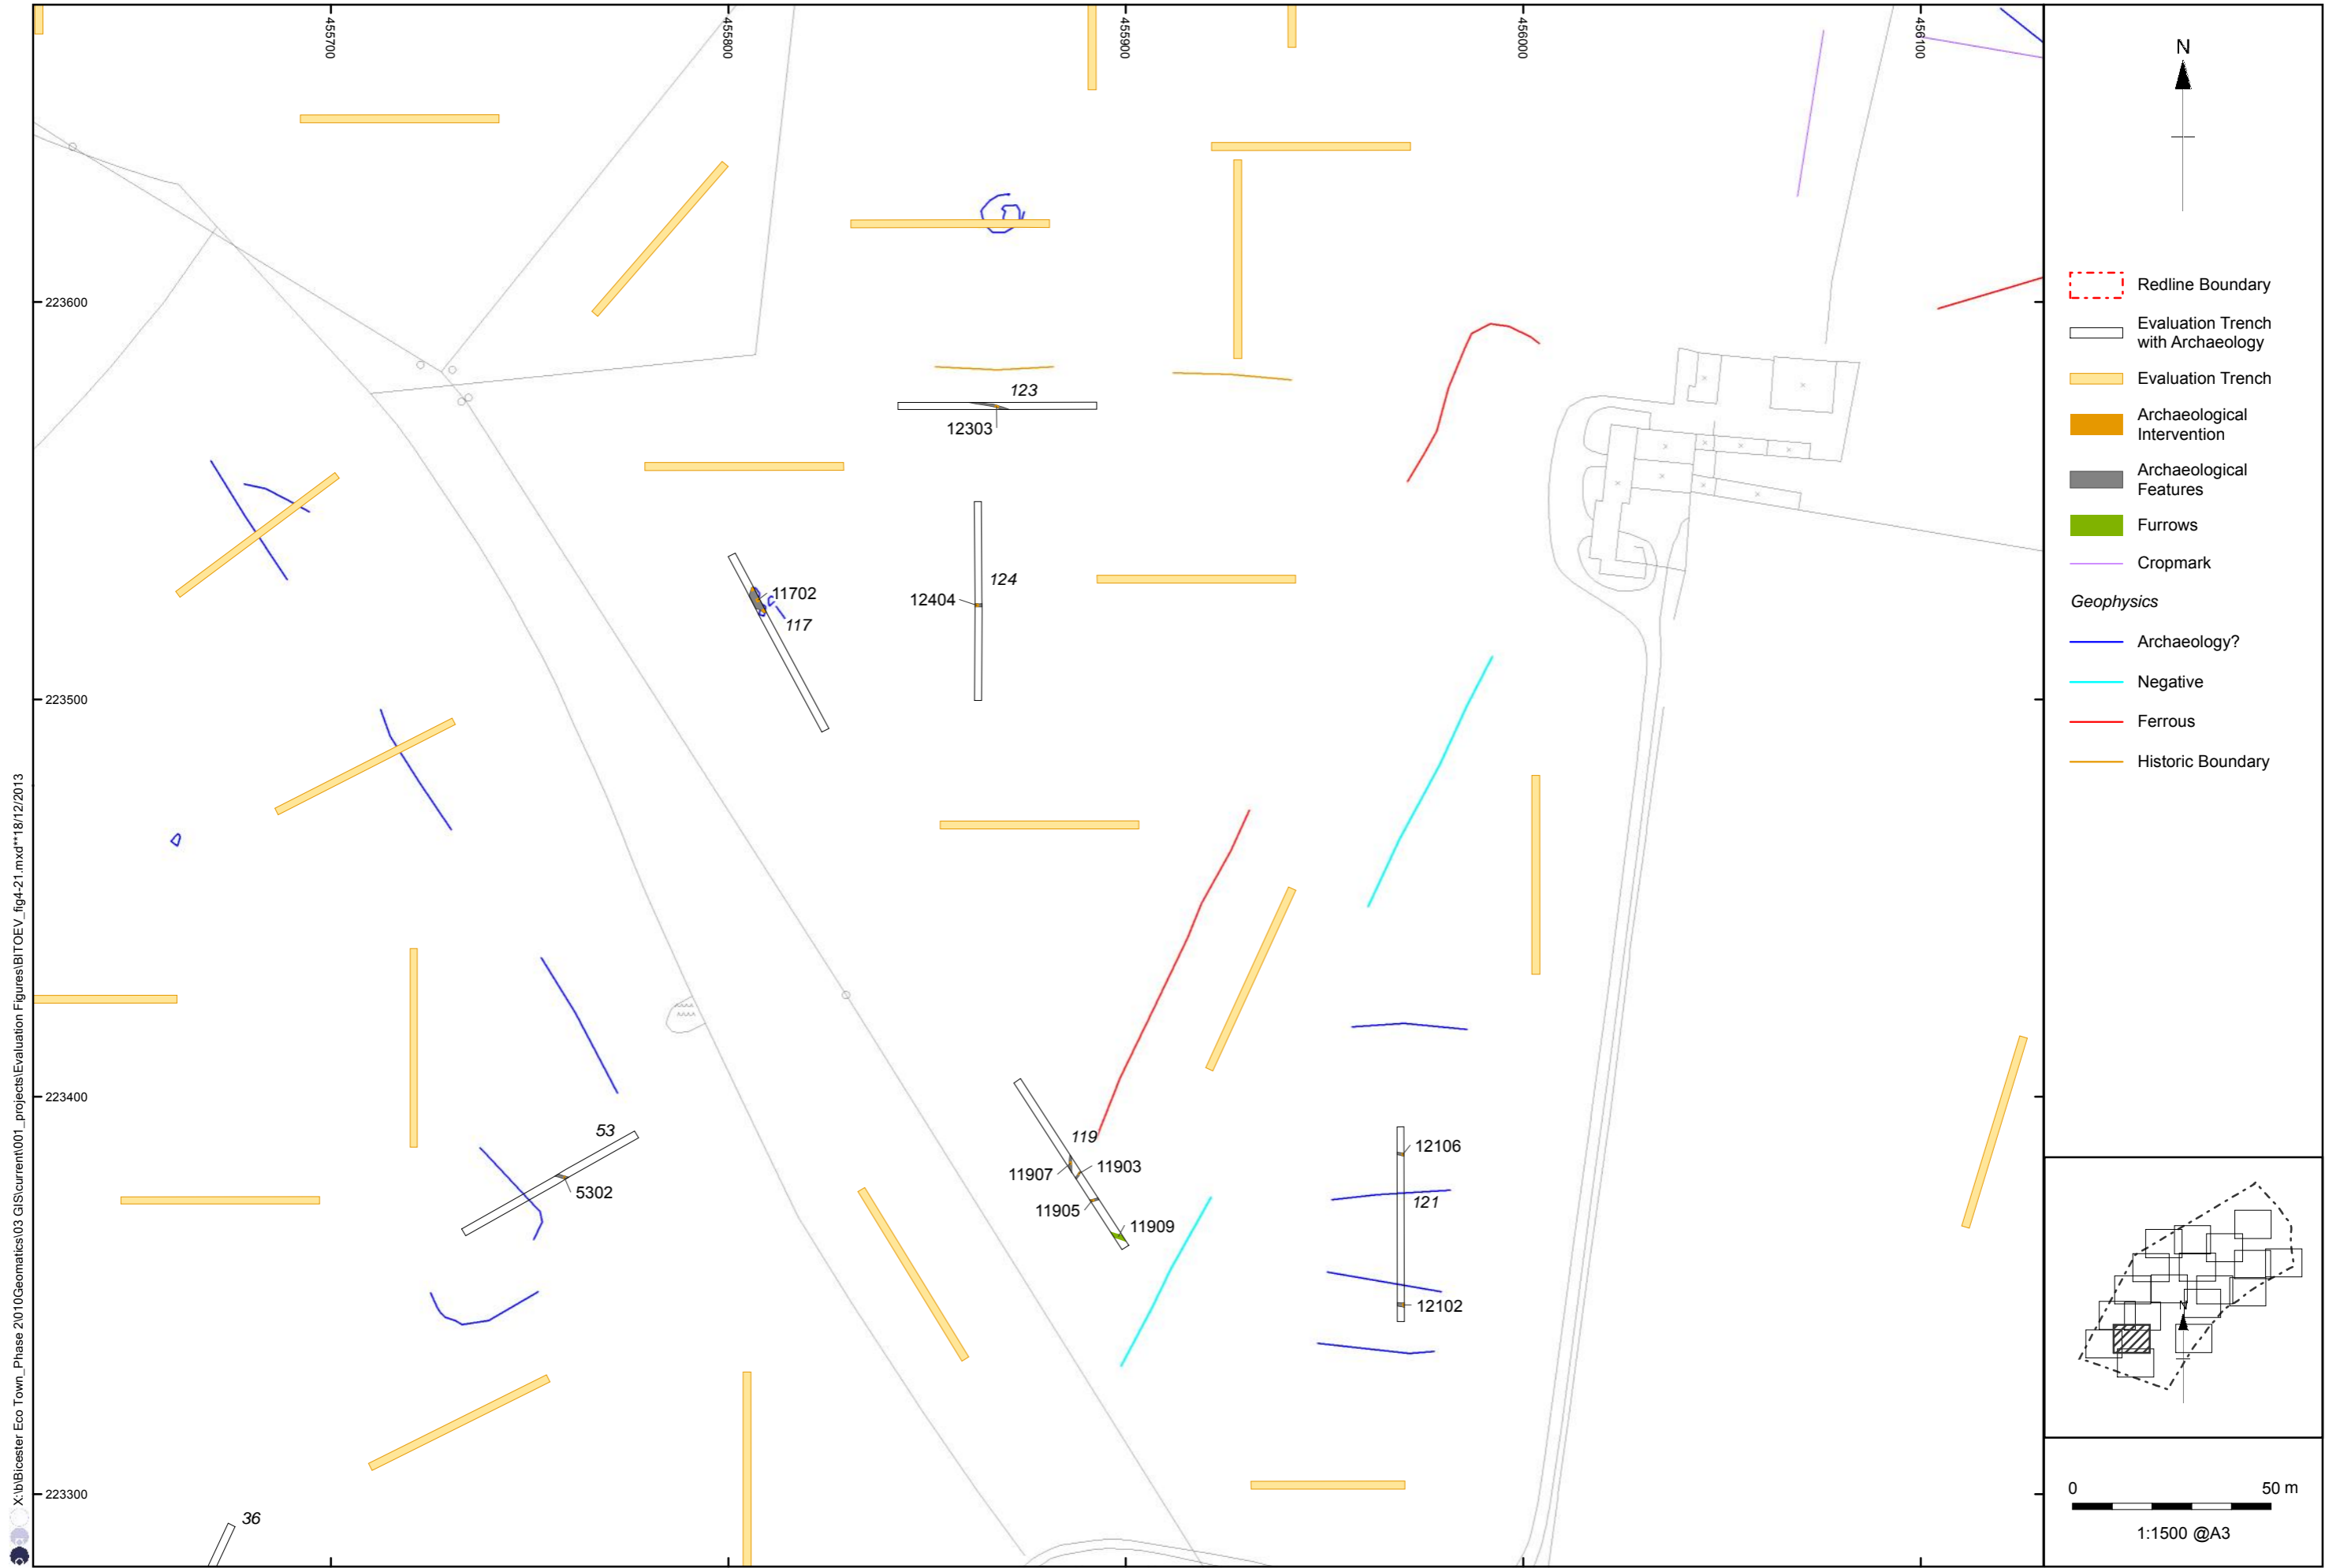 455700
455800
455900
456000
456100
223600
223500
223400
223300
123
12303
124
12404
11702
117
53
5302
119
11907
11903
11905
11909
12106
121
12102
36
N
Redline Boundary
Evaluation Trench
with Archaeology
Evaluation Trench
Archaeological
Intervention
Archaeological
Features
Furrows
Cropmark
Geophysics
Archaeology?
Negative
Ferrous
Historic Boundary
N
0 50 m
1:1500 @A3
X:\b\Bicester Eco Town_Phase 2\010Geomatics\03 GIS\current\001_projects\Evaluation Figures\BITOEV_fig4-21.mxd**18/12/2013